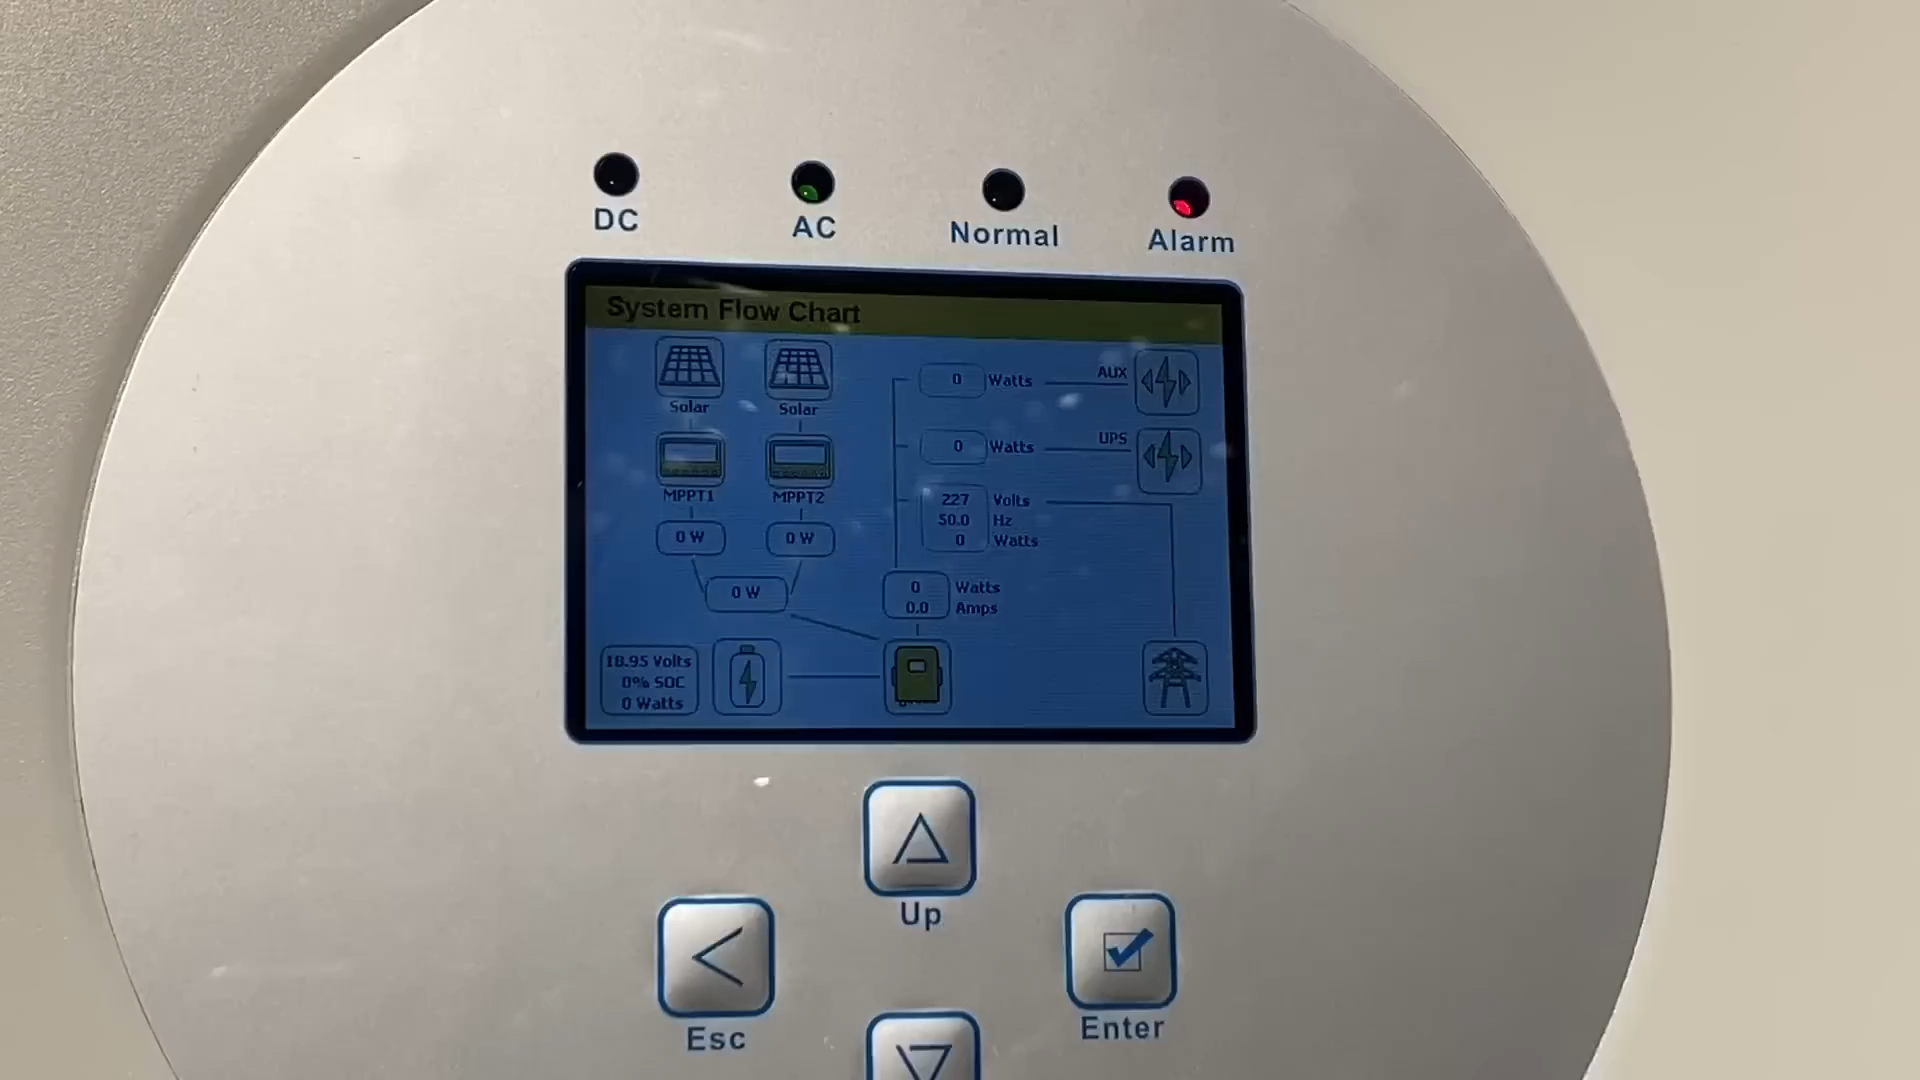 DC
AC
Normal
Alarm
System Flow Chart
Solar
Solar
MPPT1
MPPT2
0 W
0 W
0 W
0 Watts
AUX
0 Watts
UPS
227 Volts
50.0 Hz
0 Watts
0 Watts
0.0 Amps
18.95 Volts
0% SOC
0 Watts
Up
Esc
Enter